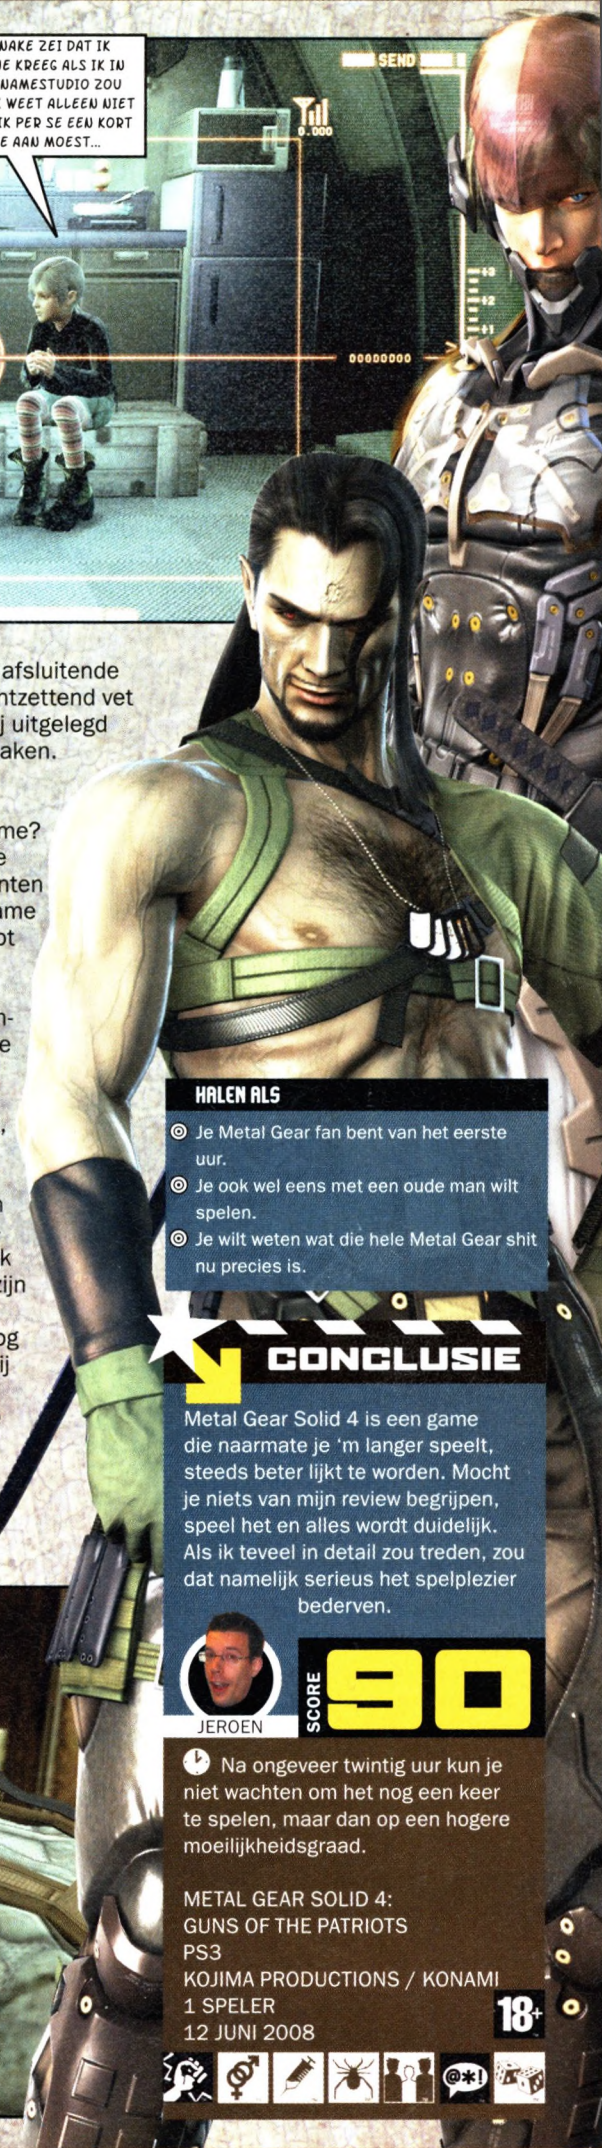 NAKE ZEI DAT IK
E KREEG ALS IK IN
NAMESTUDIO ZOU
WEET ALLEEN NIET
IK PER SE EEN KORT
E AAN MOEST...
SEND
0.000
+3
+2
+1
00000000
afsluitende
ntzettend vet
j uitgelegd
aken.
me?
e
nten
ame
ot
n-
e
,
n
k
zijn
og
ij
HALEN ALS
Je Metal Gear fan bent van het eerste
uur.
Je ook wel eens met een oude man wilt
spelen.
Je wilt weten wat die hele Metal Gear shit
nu precies is.
CONCLUSIE
Metal Gear Solid 4 is een game
die naarmate je ‘m langer speelt,
steeds beter lijkt te worden. Mocht
je niets van mijn review begrijpen,
speel het en alles wordt duidelijk.
Als ik teveel in detail zou treden, zou
dat namelijk serieus het spelplezier
bederven.
JEROEN
SCORE
90
Na ongeveer twintig uur kun je
niet wachten om het nog een keer
te spelen, maar dan op een hogere
moeilijkheidsgraad.
METAL GEAR SOLID 4:
GUNS OF THE PATRIOTS
PS3
KOJIMA PRODUCTIONS / KONAMI
1 SPELER
12 JUNI 2008
18+
@*!